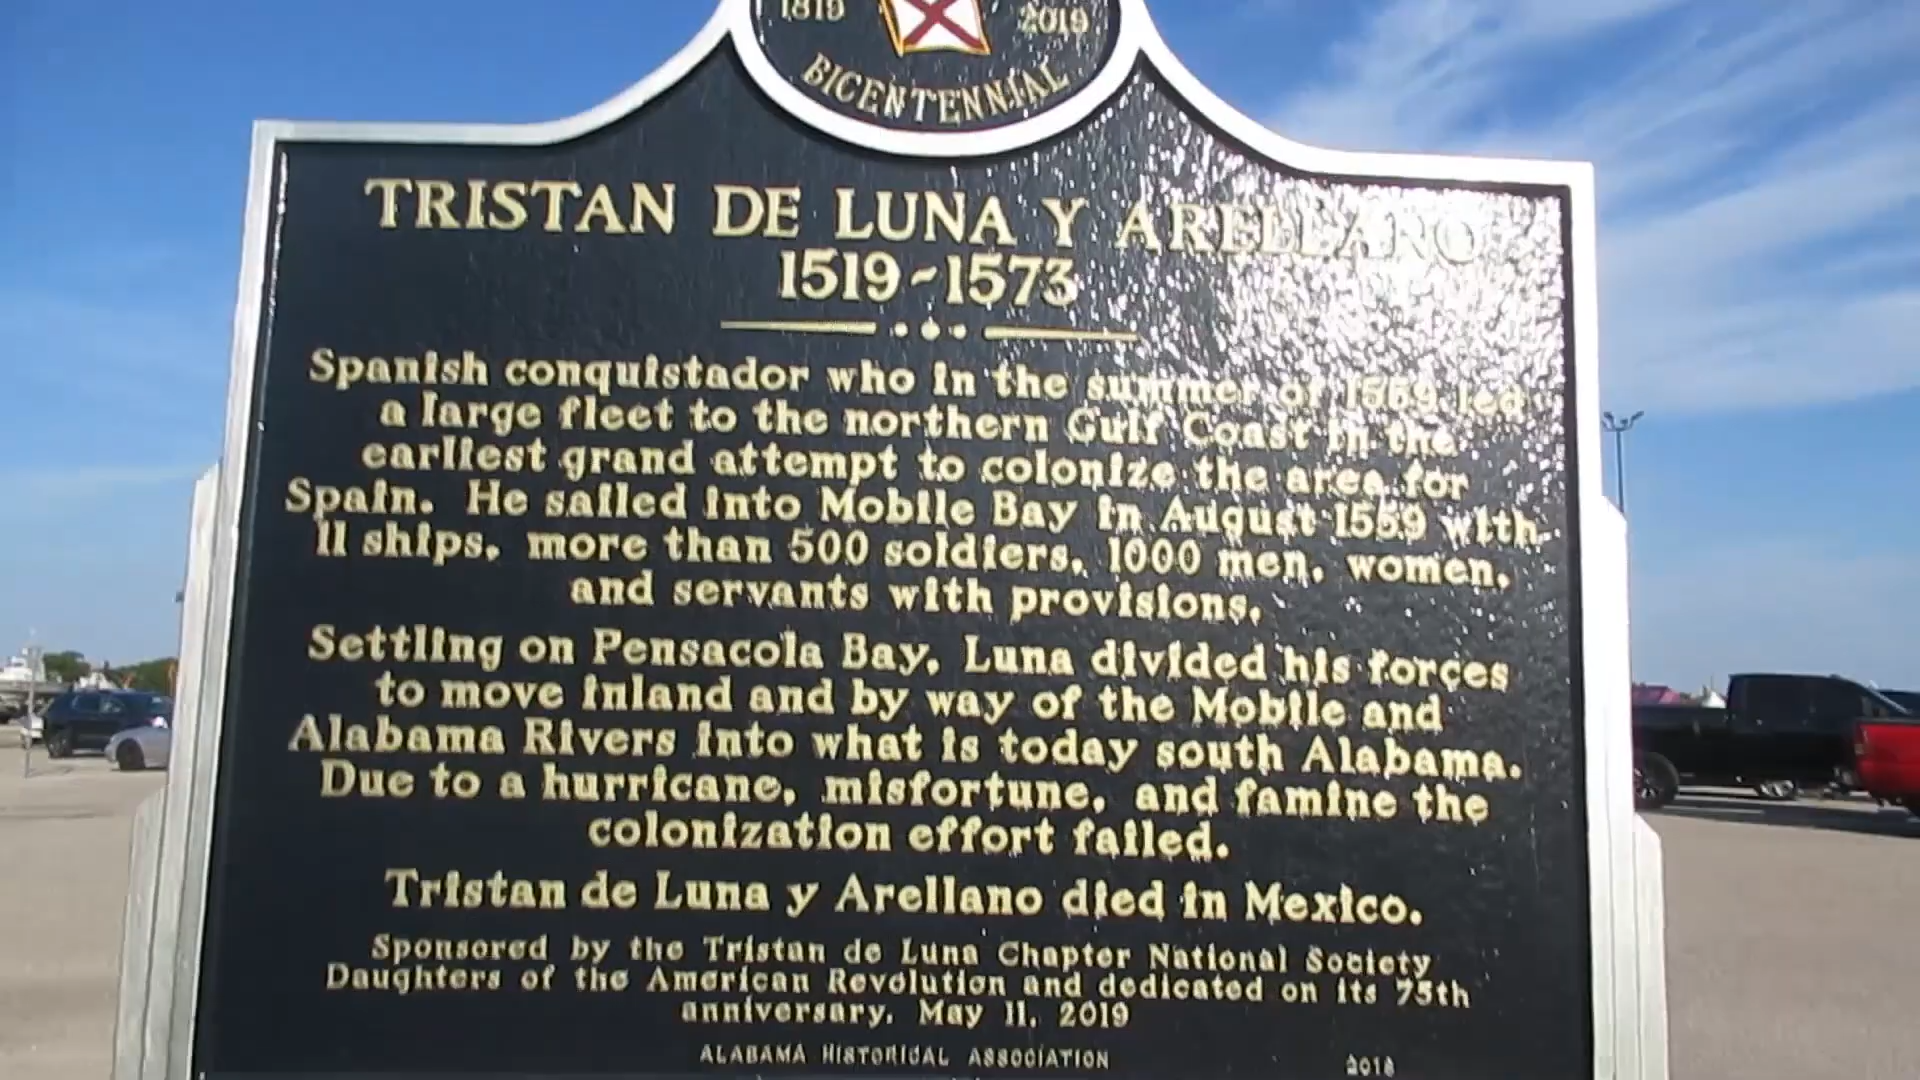 1819 2019
BICENTENNIAL
TRISTAN DE LUNA Y ARELLANO
1519-1573
Spanish conquistador who in the summer of 1559 led
a large fleet to the northern Gulf Coast in the
earliest grand attempt to colonize the area for
Spain. He sailed into Mobile Bay in August 1559 with
11 ships, more than 500 soldiers, 1000 men, women,
and servants with provisions.
Settling on Pensacola Bay, Luna divided his forces
to move inland and by way of the Mobile and
Alabama Rivers into what is today south Alabama.
Due to a hurricane, misfortune, and famine the
colonization effort failed.
Tristan de Luna y Arellano died in Mexico.
Sponsored by the Tristan de Luna Chapter National Society
Daughters of the American Revolution and dedicated on its 75th
anniversary, May 11, 2019
ALABAMA HISTORICAL ASSOCIATION 2018